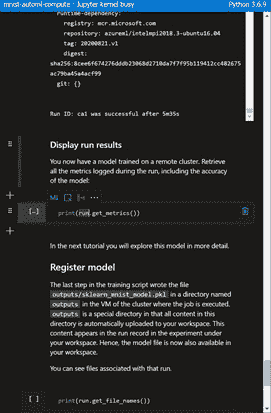 mnist-automl-compute · Jupyter kernel busy Python 3.6.9
runtime-dependency:
registry: mcr.microsoft.com
repository: azureml/intelmpi2018.3-ubuntu16.04
tag: 20200821.v1
digest:
git: {}
Run ID: ca1 was successful after 5m35s
Display run results
You now have a model trained on a remote cluster. Retrieve
all the metrics logged during the run, including the accuracy
of the model:
M↓
[-] print(run.get_metrics())
In the next tutorial you will explore this model in more detail.
Register model
The last step in the training script wrote the file
outputs/sklearn_mnist_model.pkl in a directory named
outputs in the VM of the cluster where the job is executed.
outputs is a special directory in that all content in this
directory is automatically uploaded to your workspace. This
content appears in the run record in the experiment under
your workspace. Hence, the model file is now also available in
your workspace.
You can see files associated with that run.
[ ] print(run.get_file_names())